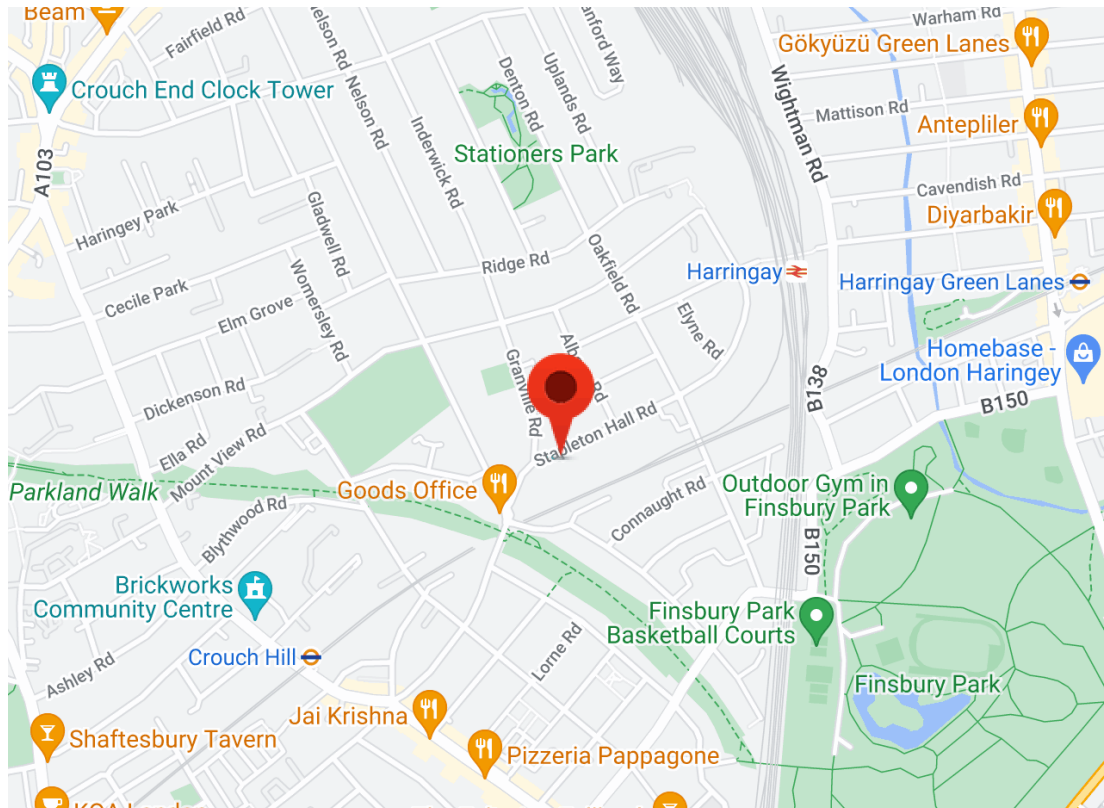 Beam
Fairfield Rd
Nelson Rd
Nelson Rd
Denton Rd
Uplands Rd
Warham Rd
Gökyüzü Green Lanes
Crouch End Clock Tower
Wightman Rd
Mattison Rd
Antepliler
Inderwick Rd
Stationers Park
A103
Haringey Park
Gladwell Rd
Cavendish Rd
Diyarbakir
Ridge Rd
Oakfield Rd
Harringay
Harringay Green Lanes
Cecile Park
Womersley Rd
Elm Grove
Elyne Rd
Homebase -
London Haringey
Granville Rd
Dickenson Rd
B138
B150
Stapleton Hall Rd
Ella Rd
Mount View Rd
Parkland Walk
Goods Office
Connaught Rd
Outdoor Gym in
Finsbury Park
Blythwood Rd
B150
Brickworks
Community Centre
Finsbury Park
Basketball Courts
Crouch Hill
Lorne Rd
Ashley Rd
Finsbury Park
Jai Krishna
Shaftesbury Tavern
Pizzeria Pappagone